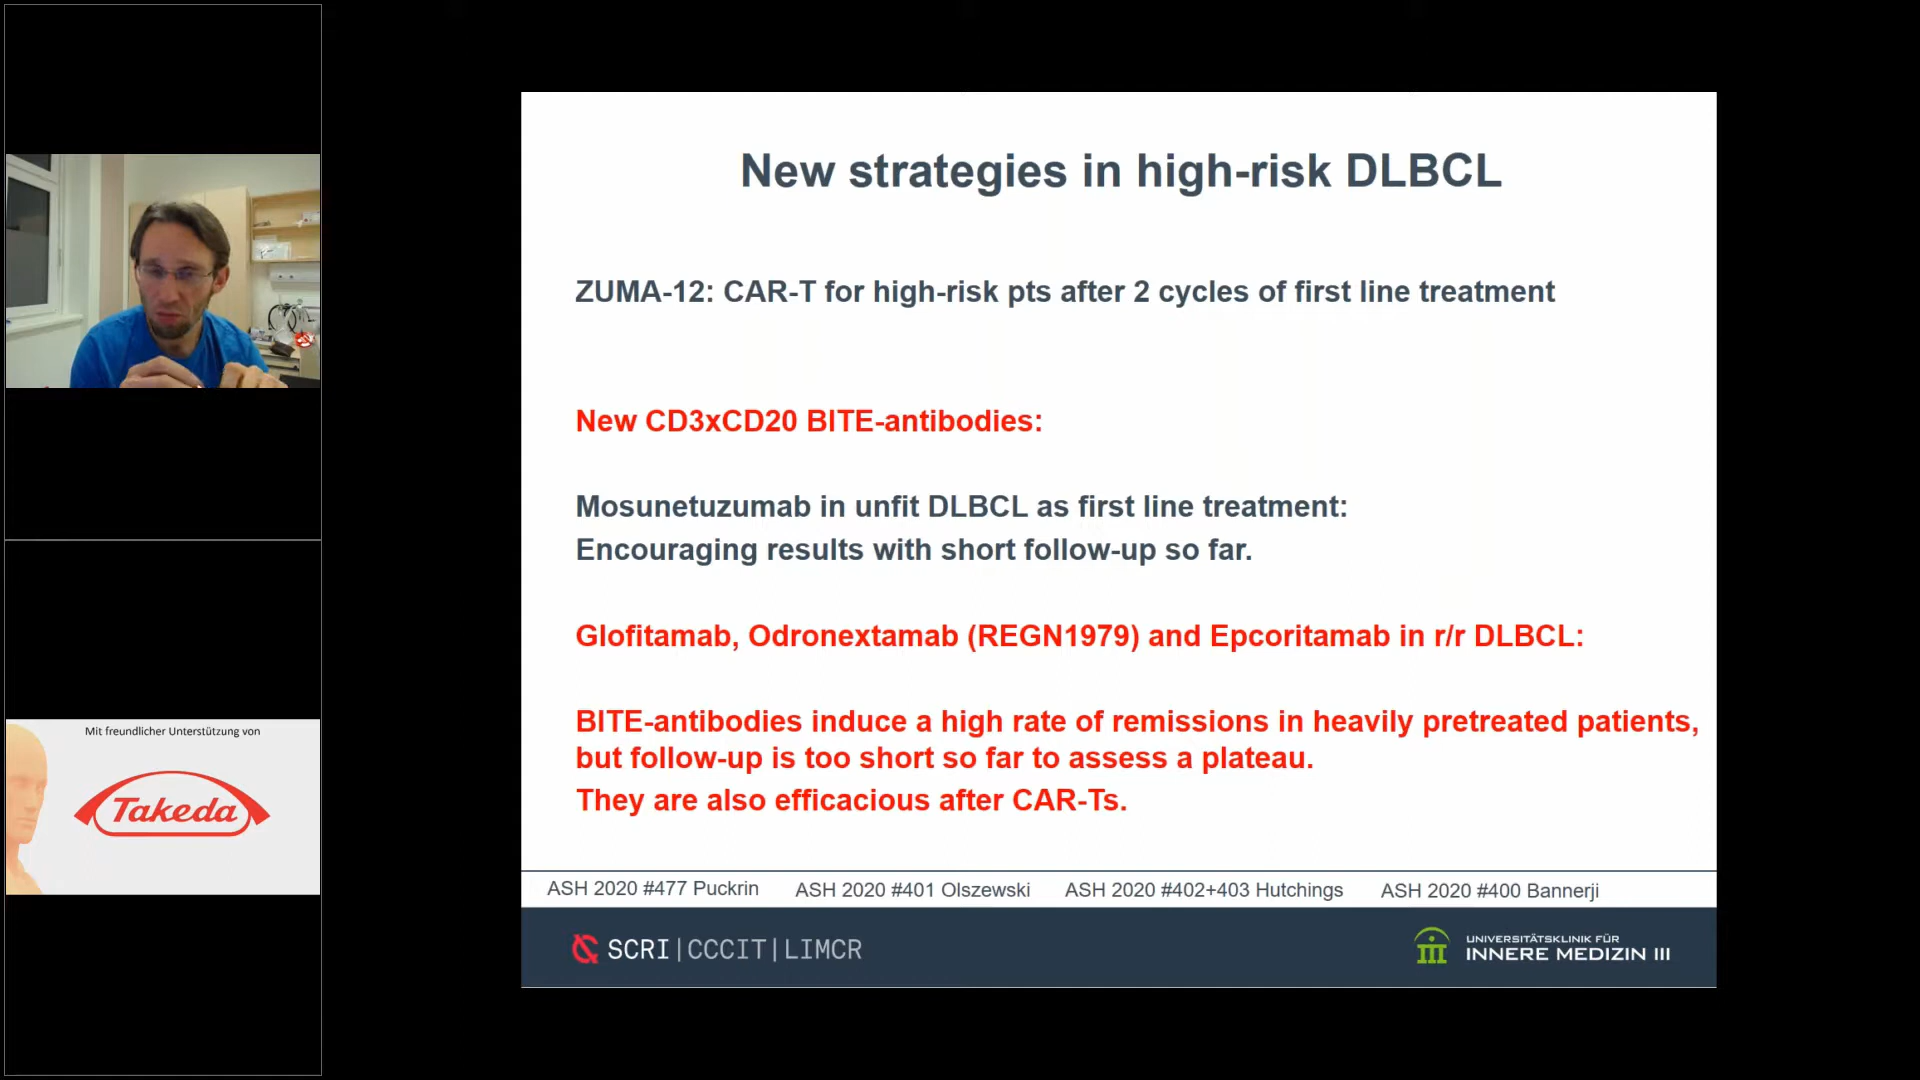 New strategies in high-risk DLBCL
ZUMA-12: CAR-T for high-risk pts after 2 cycles of first line treatment
New CD3xCD20 BITE-antibodies:
Mosunetuzumab in unfit DLBCL as first line treatment:
Encouraging results with short follow-up so far.
Glofitamab, Odronextamab (REGN1979) and Epcoritamab in r/r DLBCL:
BITE-antibodies induce a high rate of remissions in heavily pretreated patients,
but follow-up is too short so far to assess a plateau.
They are also efficacious after CAR-Ts.
ASH 2020 #477 Puckrin ASH 2020 #401 Olszewski ASH 2020 #402+403 Hutchings ASH 2020 #400 Bannerji
SCRI|CCCIT|LIMCR
UNIVERSITÄTSKLINIK FÜR
INNERE MEDIZIN III
Mit freundlicher Unterstützung von
Takeda